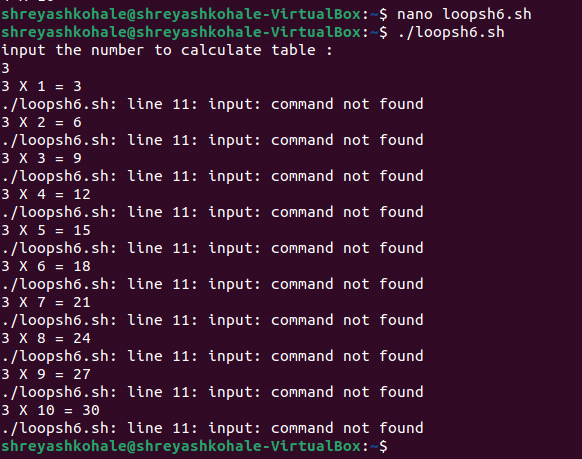 shreyashkohale@shreyashkohale-VirtualBox:~$ nano loopsh6.sh
shreyashkohale@shreyashkohale-VirtualBox:~$ ./loopsh6.sh
input the number to calculate table :
3
3 X 1 = 3
./loopsh6.sh: line 11: input: command not found
3 X 2 = 6
./loopsh6.sh: line 11: input: command not found
3 X 3 = 9
./loopsh6.sh: line 11: input: command not found
3 X 4 = 12
./loopsh6.sh: line 11: input: command not found
3 X 5 = 15
./loopsh6.sh: line 11: input: command not found
3 X 6 = 18
./loopsh6.sh: line 11: input: command not found
3 X 7 = 21
./loopsh6.sh: line 11: input: command not found
3 X 8 = 24
./loopsh6.sh: line 11: input: command not found
3 X 9 = 27
./loopsh6.sh: line 11: input: command not found
3 X 10 = 30
./loopsh6.sh: line 11: input: command not found
shreyashkohale@shreyashkohale-VirtualBox:~$